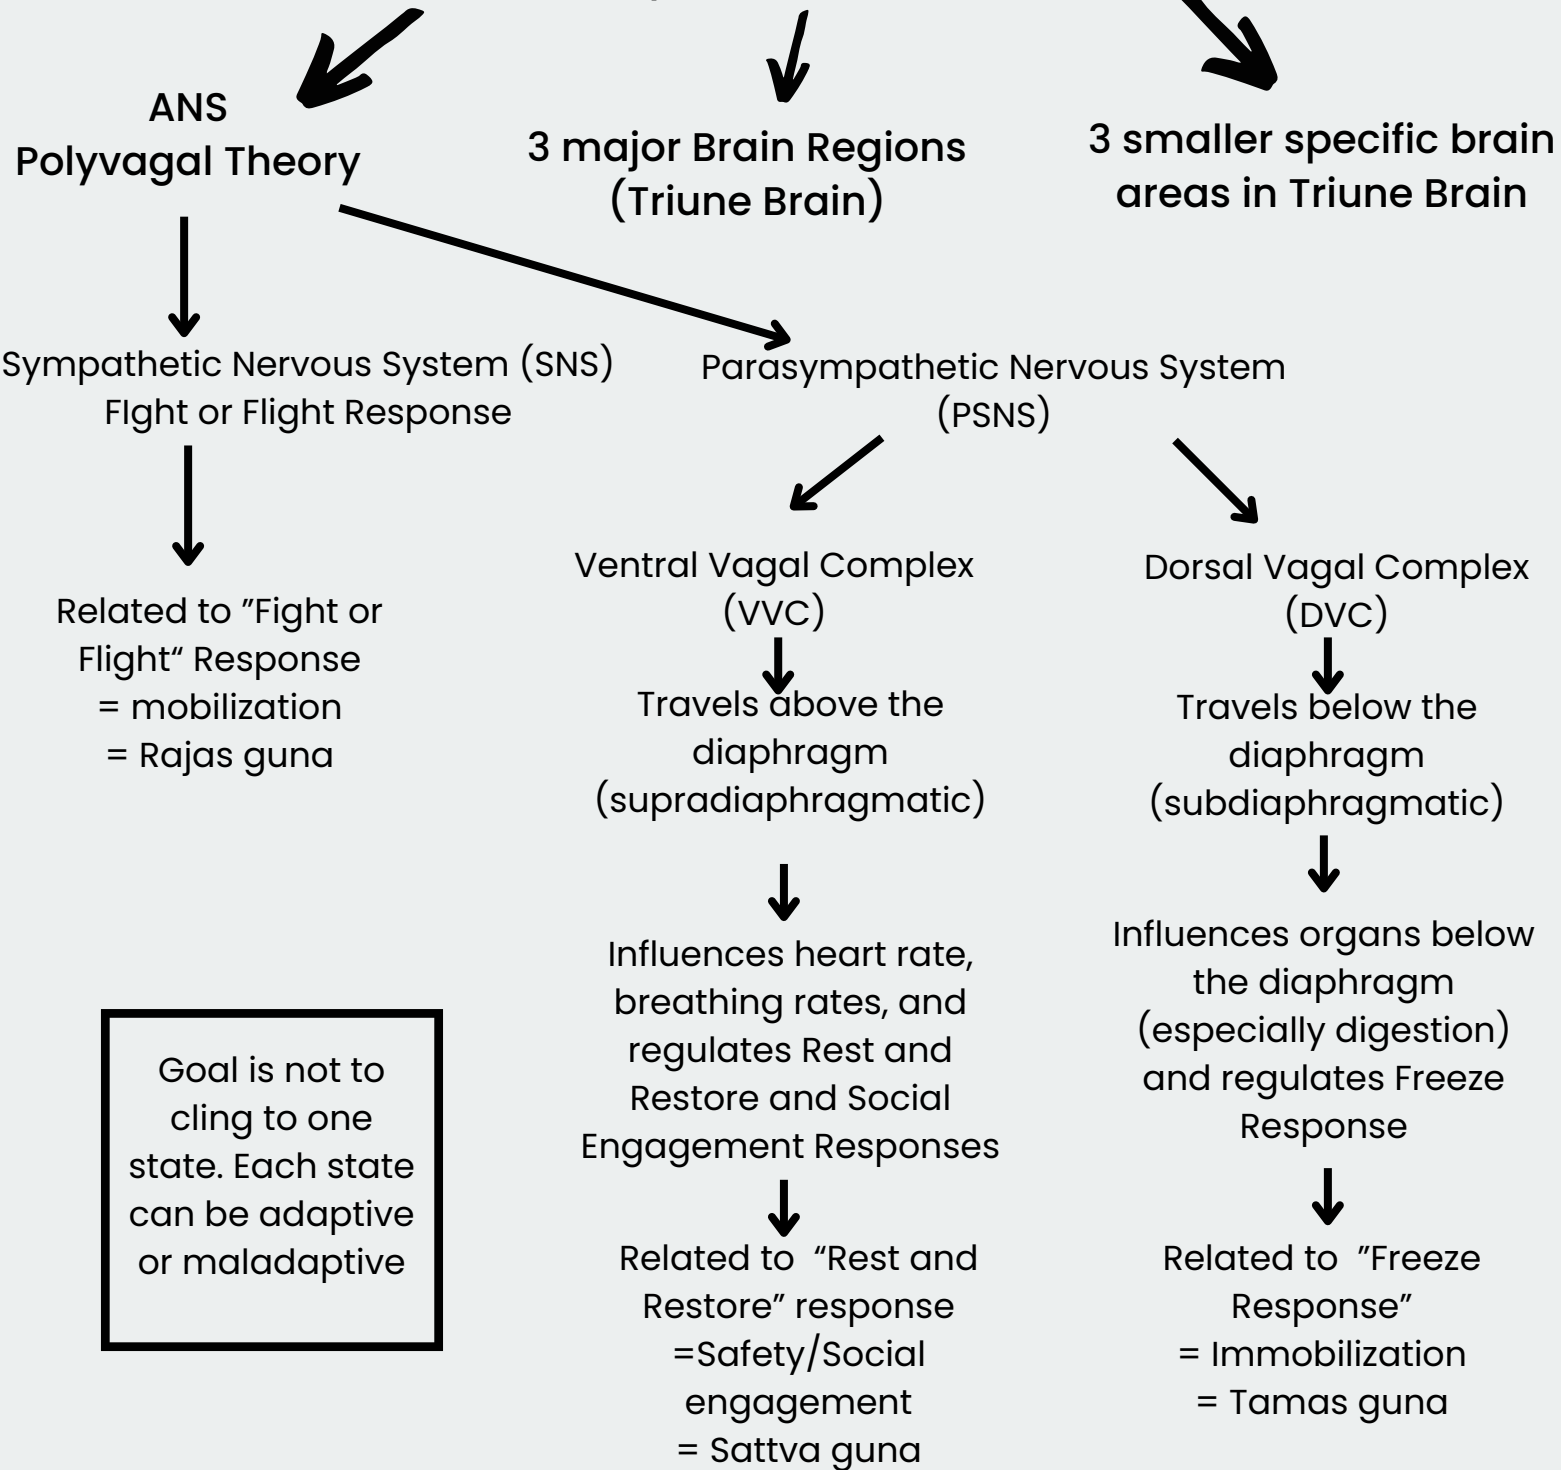 ANS
Polyvagal Theory
3 major Brain Regions
(Triune Brain)
3 smaller specific brain
areas in Triune Brain
Sympathetic Nervous System (SNS)
FIght or Flight Response
Parasympathetic Nervous System
(PSNS)
Related to ”Fight or
Flight“ Response
= mobilization
= Rajas guna
Ventral Vagal Complex
(VVC)
Travels above the
diaphragm
(supradiaphragmatic)
Influences heart rate,
breathing rates, and
regulates Rest and
Restore and Social
Engagement Responses
Related to “Rest and
Restore” response
=Safety/Social
engagement
= Sattva guna
Dorsal Vagal Complex
(DVC)
Travels below the
diaphragm
(subdiaphragmatic)
Influences organs below
the diaphragm
(especially digestion)
and regulates Freeze
Response
Related to ”Freeze
Response”
= Immobilization
= Tamas guna
Goal is not to
cling to one
state. Each state
can be adaptive
or maladaptive